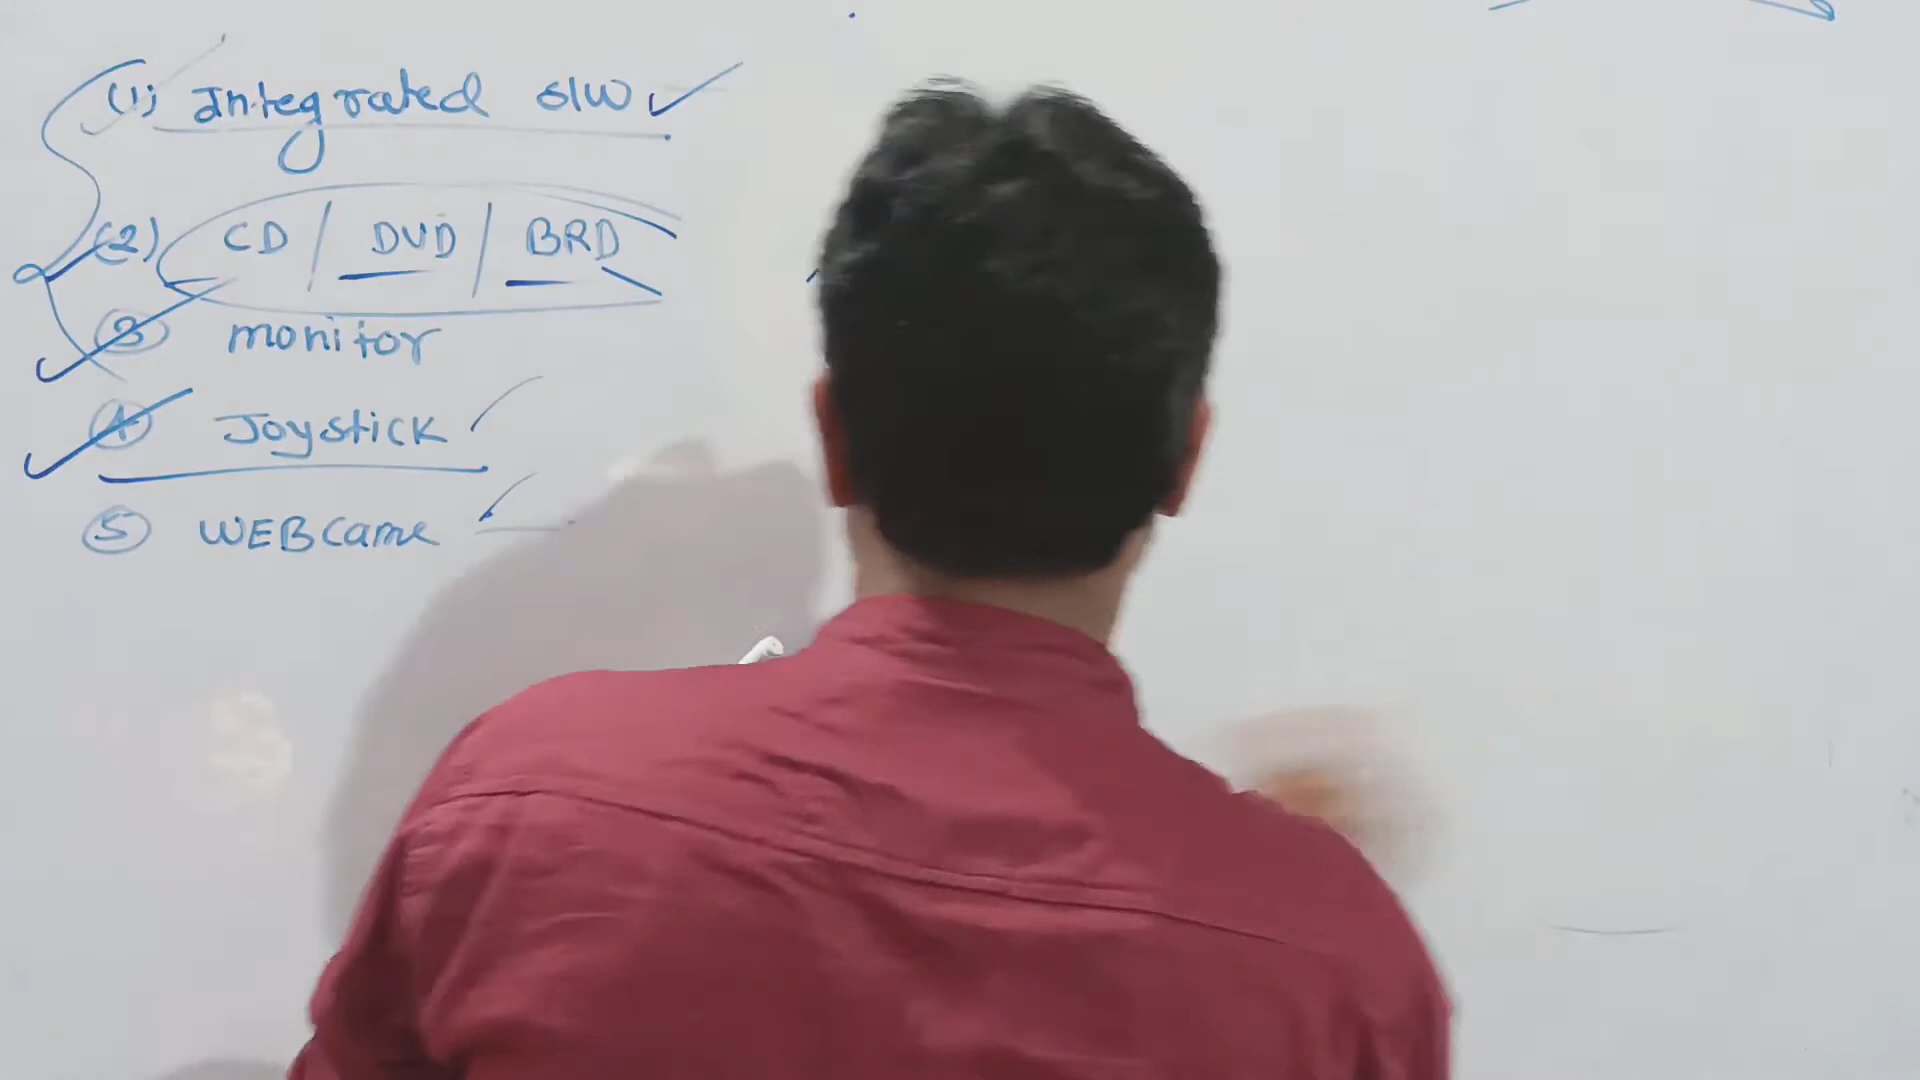 (1) Integrated S/W
(2) CD / DVD / BRD
3 monitor
4 Joystick
5 WEBcame